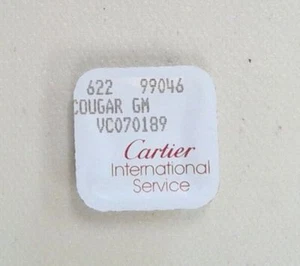 622 99046
COUGAR GM
VC070189
Cartier
International
Service